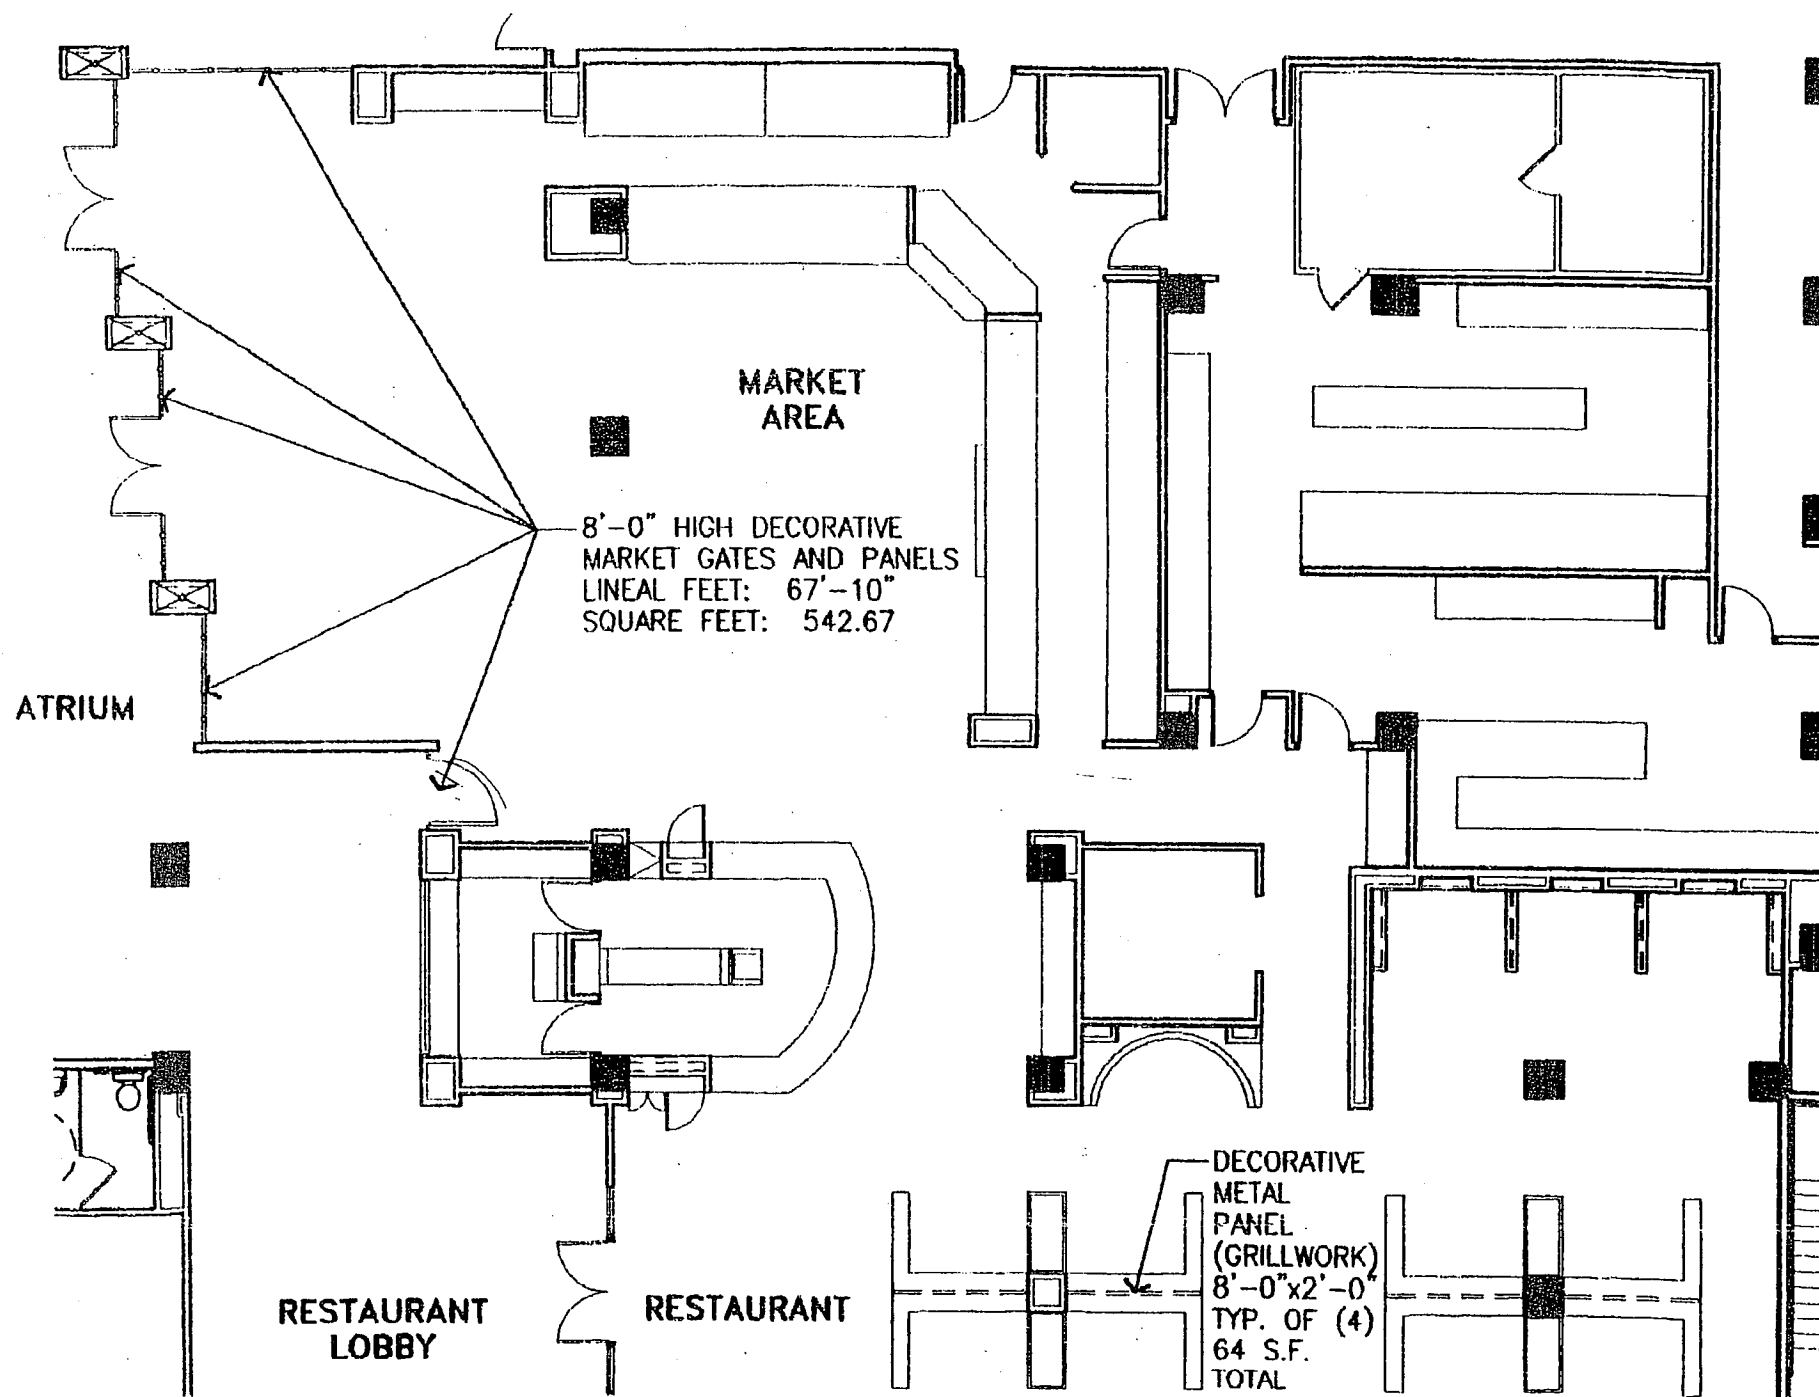 MARKET
AREA
8'-0" HIGH DECORATIVE
MARKET GATES AND PANELS
LINEAL FEET: 67'-10"
SQUARE FEET: 542.67
ATRIUM
DECORATIVE
METAL
PANEL
(GRILLWORK)
8'-0"x2'-0"
TYP. OF (4)
64 S.F.
TOTAL
RESTAURANT
LOBBY
RESTAURANT